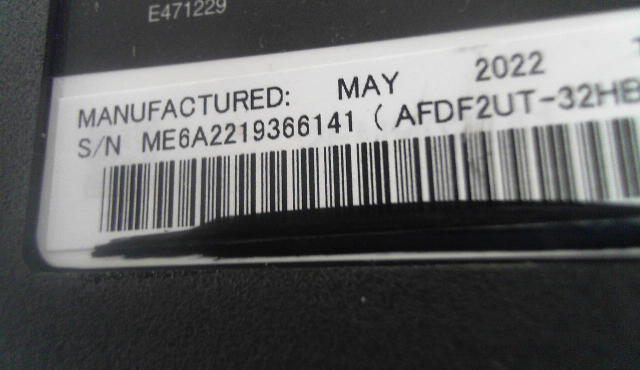 E471229
MANUFACTURED: MAY 2022
S/N ME6A2219366141 ( AFDF2UT-32HB